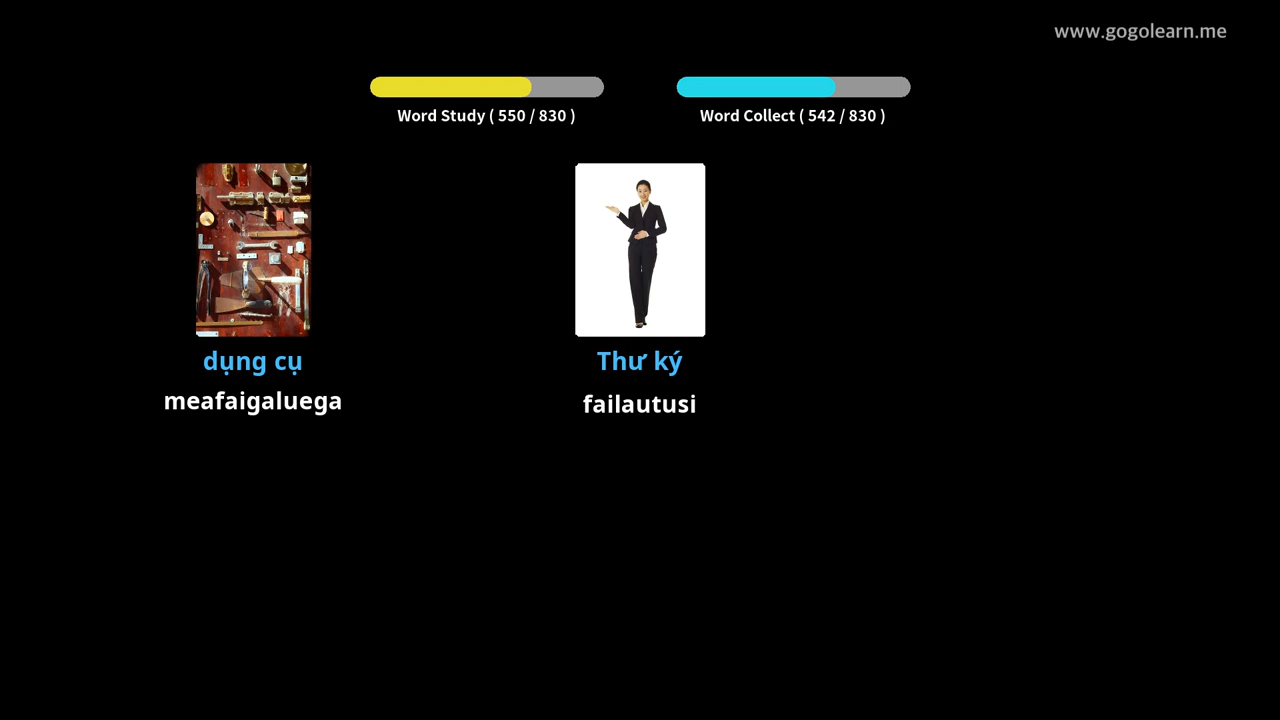 www.gogolearn.me
Word Study ( 550 / 830 )
Word Collect ( 542 / 830 )
dụng cụ
meafaigaluega
Thư ký
failautusi